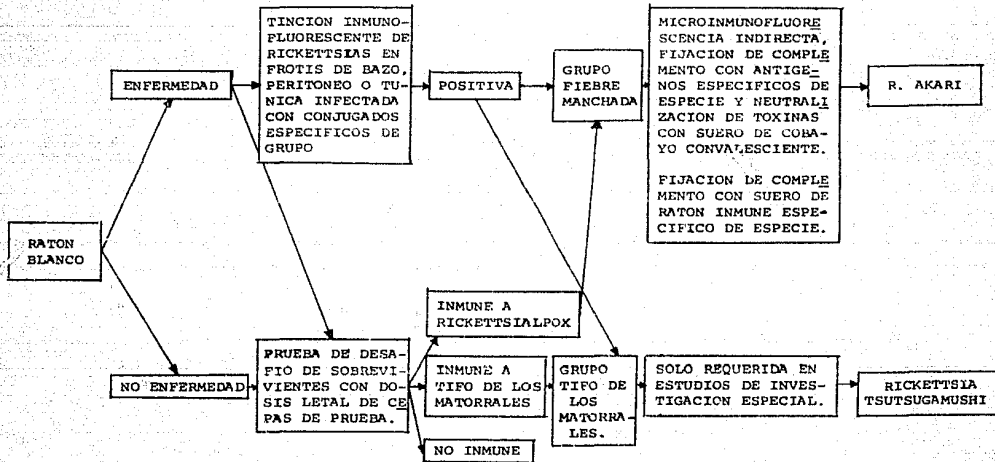 TINCION INMUNO-
FLUORESCENTE DE
RICKETTSIAS EN
FROTIS DE BAZO,
PERITONEO O TU-
NICA INFECTADA
CON CONJUGADOS
ESPECIFICOS DE
GRUPO
ENFERMEDAD
POSITIVA
GRUPO
FIEBRE
MANCHADA
MICROINMUNOFLUORE
SCENCIA INDIRECTA,
FIJACION DE COMPLE
MENTO CON ANTIGE-
NOS ESPECIFICOS DE
ESPECIE Y NEUTRALI
ZACION DE TOXINAS
CON SUERO DE COBA-
YO CONVALESCIENTE.
FIJACION DE COMPLE
MENTO CON SUERO DE
RATON INMUNE ESPE-
CIFICO DE ESPECIE.
R. AKARI
RATON
BLANCO
NO ENFERMEDAD
PRUEBA DE DESA-
FIO DE SOBREVI-
VIENTES CON DO-
SIS LETAL DE CE
PAS DE PRUEBA.
INMUNE A
RICKETTSIALPOX
INMUNE A
TIFO DE LOS
MATORRALES
NO INMUNE
GRUPO
TIFO DE
LOS
MATORRA-
LES.
SOLO REQUERIDA EN
ESTUDIOS DE INVES-
TIGACION ESPECIAL.
RICKETTSIA
TSUTSUGAMUSHI